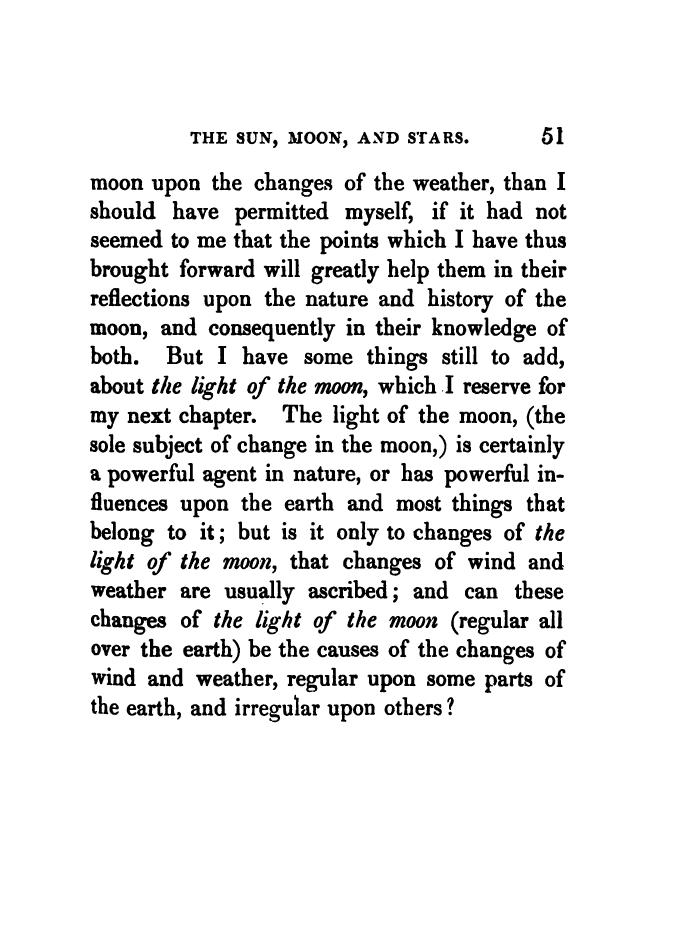 THE SUN, MOON, AND STARS. 51
moon upon the changes of the weather, than I
should have permitted myself, if it had not
seemed to me that the points which I have thus
brought forward will greatly help them in their
reflections upon the nature and history of the
moon, and consequently in their knowledge of
both. But I have some things still to add,
about the light of the moon, which I reserve for
my next chapter. The light of the moon, (the
sole subject of change in the moon,) is certainly
a powerful agent in nature, or has powerful in-
fluences upon the earth and most things that
belong to it; but is it only to changes of the
light of the moon, that changes of wind and
weather are usually ascribed; and can these
changes of the light of the moon (regular all
over the earth) be the causes of the changes of
wind and weather, regular upon some parts of
the earth, and irregular upon others?